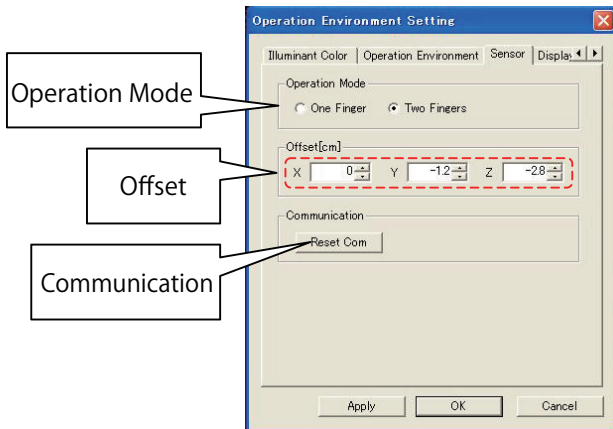 Operation Environment Setting
Illuminant Color Operation Environment Sensor Display
Operation Mode
Operation Mode
One Finger Two Fingers
Offset
Offset[cm]
X 0 Y -1.2 Z -2.8
Communication
Communication
Reset Com
Apply OK Cancel